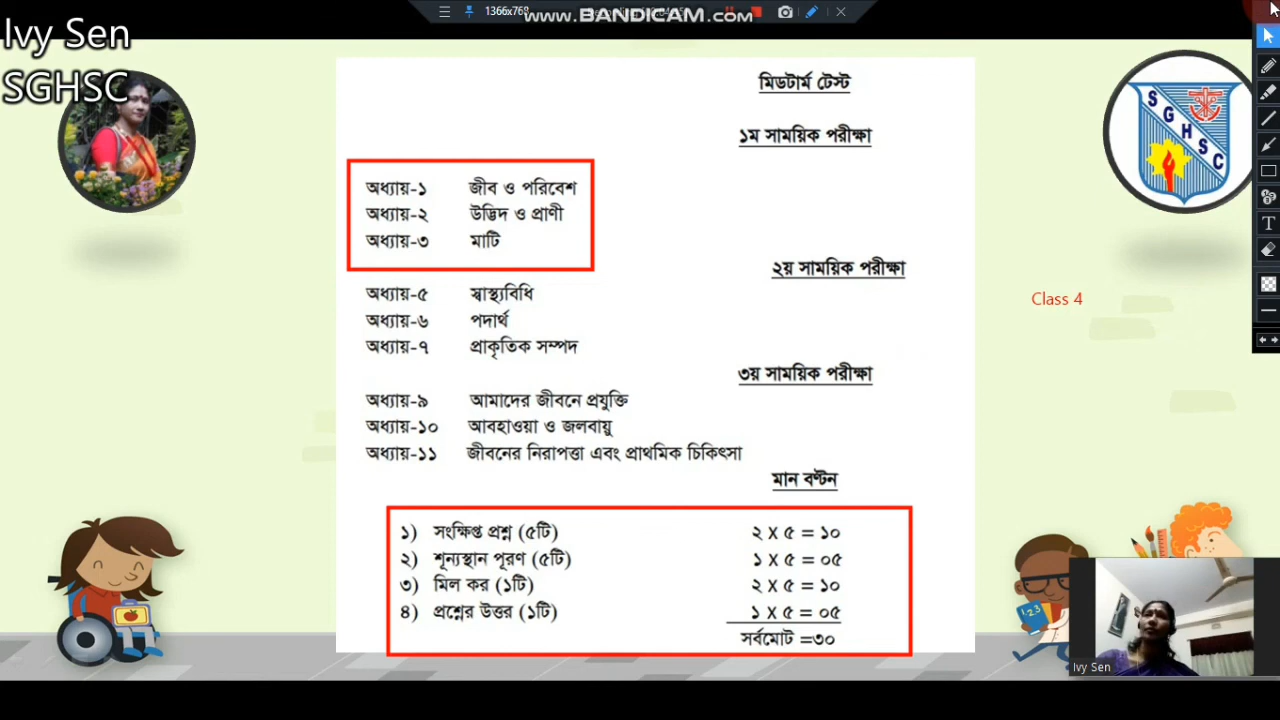 1366x768
www.BANDICAM.com
Ivy Sen
SGHSC
SGHSC
মিডটার্ম টেস্ট
১ম সাময়িক পরীক্ষা
অধ্যায়-১ জীব ও পরিবেশ
অধ্যায়-২ উদ্ভিদ ও প্রাণী
অধ্যায়-৩ মাটি
২য় সাময়িক পরীক্ষা
অধ্যায়-৫ স্বাস্থ্যবিধি
অধ্যায়-৬ পদার্থ
অধ্যায়-৭ প্রাকৃতিক সম্পদ
Class 4
৩য় সাময়িক পরীক্ষা
অধ্যায়-৯ আমাদের জীবনে প্রযুক্তি
অধ্যায়-১০ আবহাওয়া ও জলবায়ু
অধ্যায়-১১ জীবনের নিরাপত্তা এবং প্রাথমিক চিকিৎসা
মান বণ্টন
১) সংক্ষিপ্ত প্রশ্ন (৫টি) ২ X ৫ = ১০
২) শূন্যস্থান পূরণ (৫টি) ১ X ৫ = ০৫
৩) মিল কর (১টি) ২ X ৫ = ১০
৪) প্রশ্নের উত্তর (১টি) ১ X ৫ = ০৫
সর্বমোট =৩০
1 2 3
Ivy Sen